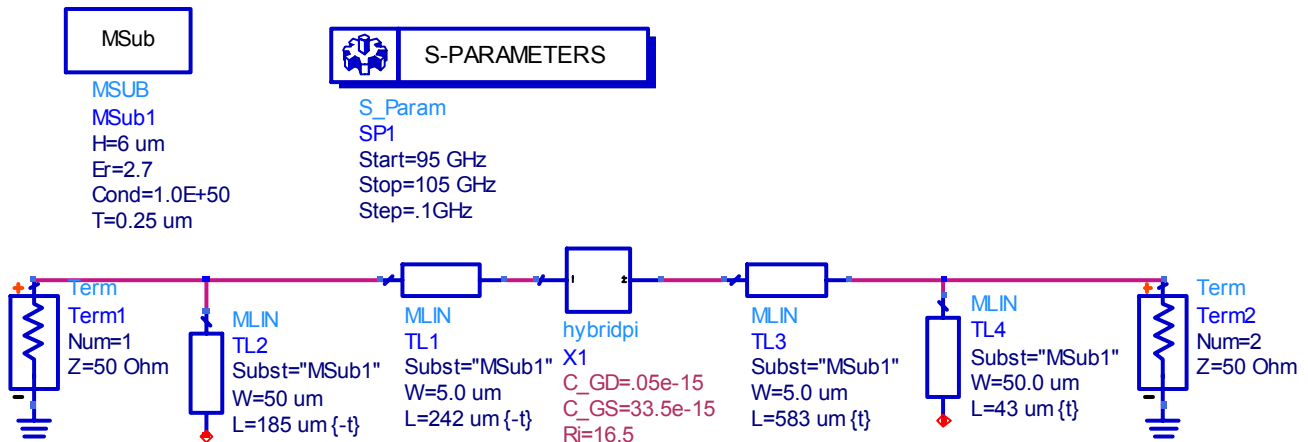 MSub
MSUB
MSub1
H=6 um
Er=2.7
Cond=1.0E+50
T=0.25 um
S-PARAMETERS
S_Param
SP1
Start=95 GHz
Stop=105 GHz
Step=.1GHz
Term
Term1
Num=1
Z=50 Ohm
MLIN
TL2
Subst="MSub1"
W=50 um
L=185 um {-t}
MLIN
TL1
Subst="MSub1"
W=5.0 um
L=242 um {-t}
1
2
hybridpi
X1
C_GD=.05e-15
C_GS=33.5e-15
Ri=16.5
MLIN
TL3
Subst="MSub1"
W=5.0 um
L=583 um {t}
MLIN
TL4
Subst="MSub1"
W=50.0 um
L=43 um {t}
Term
Term2
Num=2
Z=50 Ohm